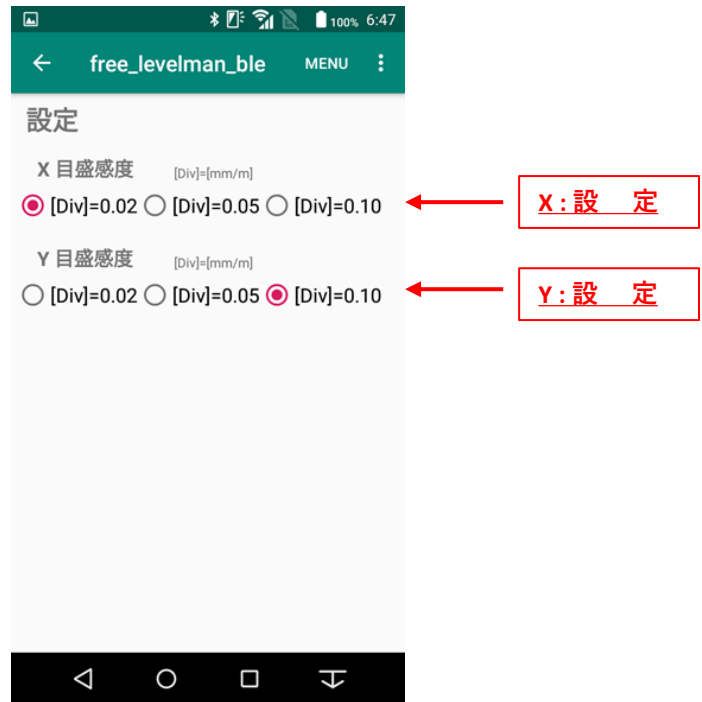 100% 6:47
free_levelman_ble MENU
設定
X 目盛感度 [Div]=[mm/m]
[Div]=0.02 [Div]=0.05 [Div]=0.10
X : 設 定
Y 目盛感度 [Div]=[mm/m]
[Div]=0.02 [Div]=0.05 [Div]=0.10
Y : 設 定